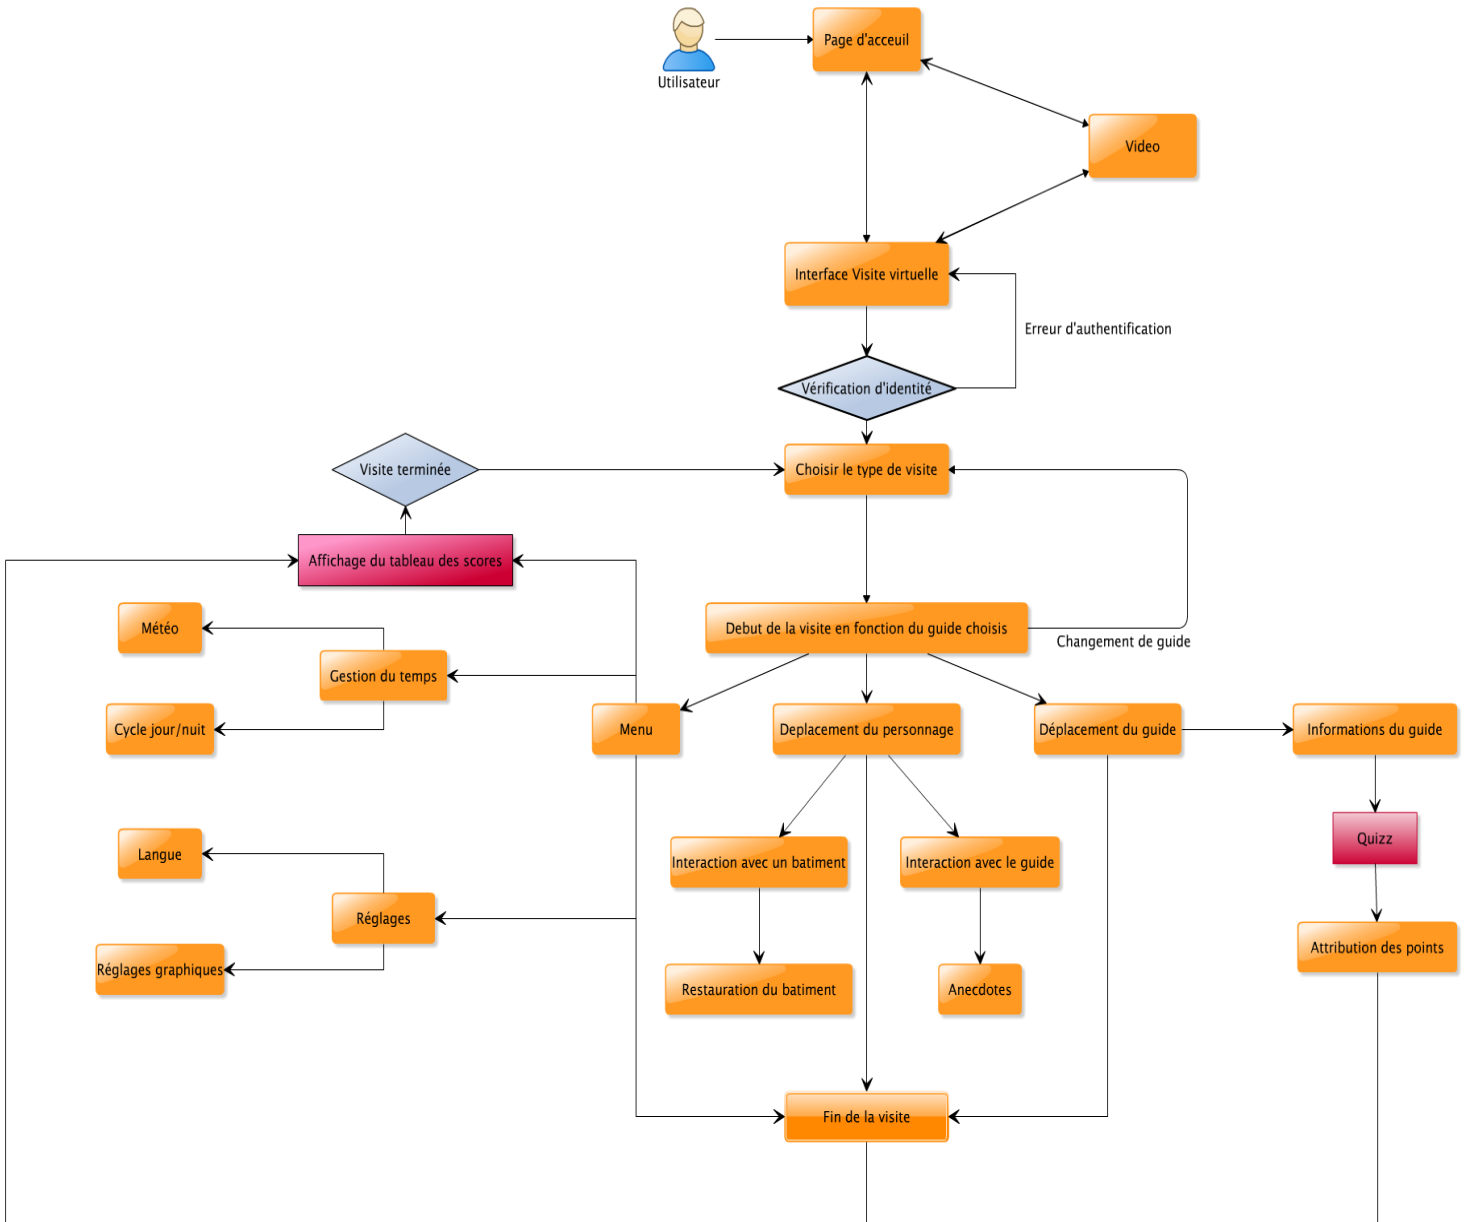 Page d'acceuil
Utilisateur
Video
Interface Visite virtuelle
Erreur d'authentification
Vérification d'identité
Visite terminée
Choisir le type de visite
Affichage du tableau des scores
Météo
Debut de la visite en fonction du guide choisis
Changement de guide
Gestion du temps
Cycle jour/nuit
Menu
Deplacement du personnage
Déplacement du guide
Informations du guide
Quizz
Langue
Interaction avec un batiment
Interaction avec le guide
Réglages
Attribution des points
Réglages graphiques
Restauration du batiment
Anecdotes
Fin de la visite